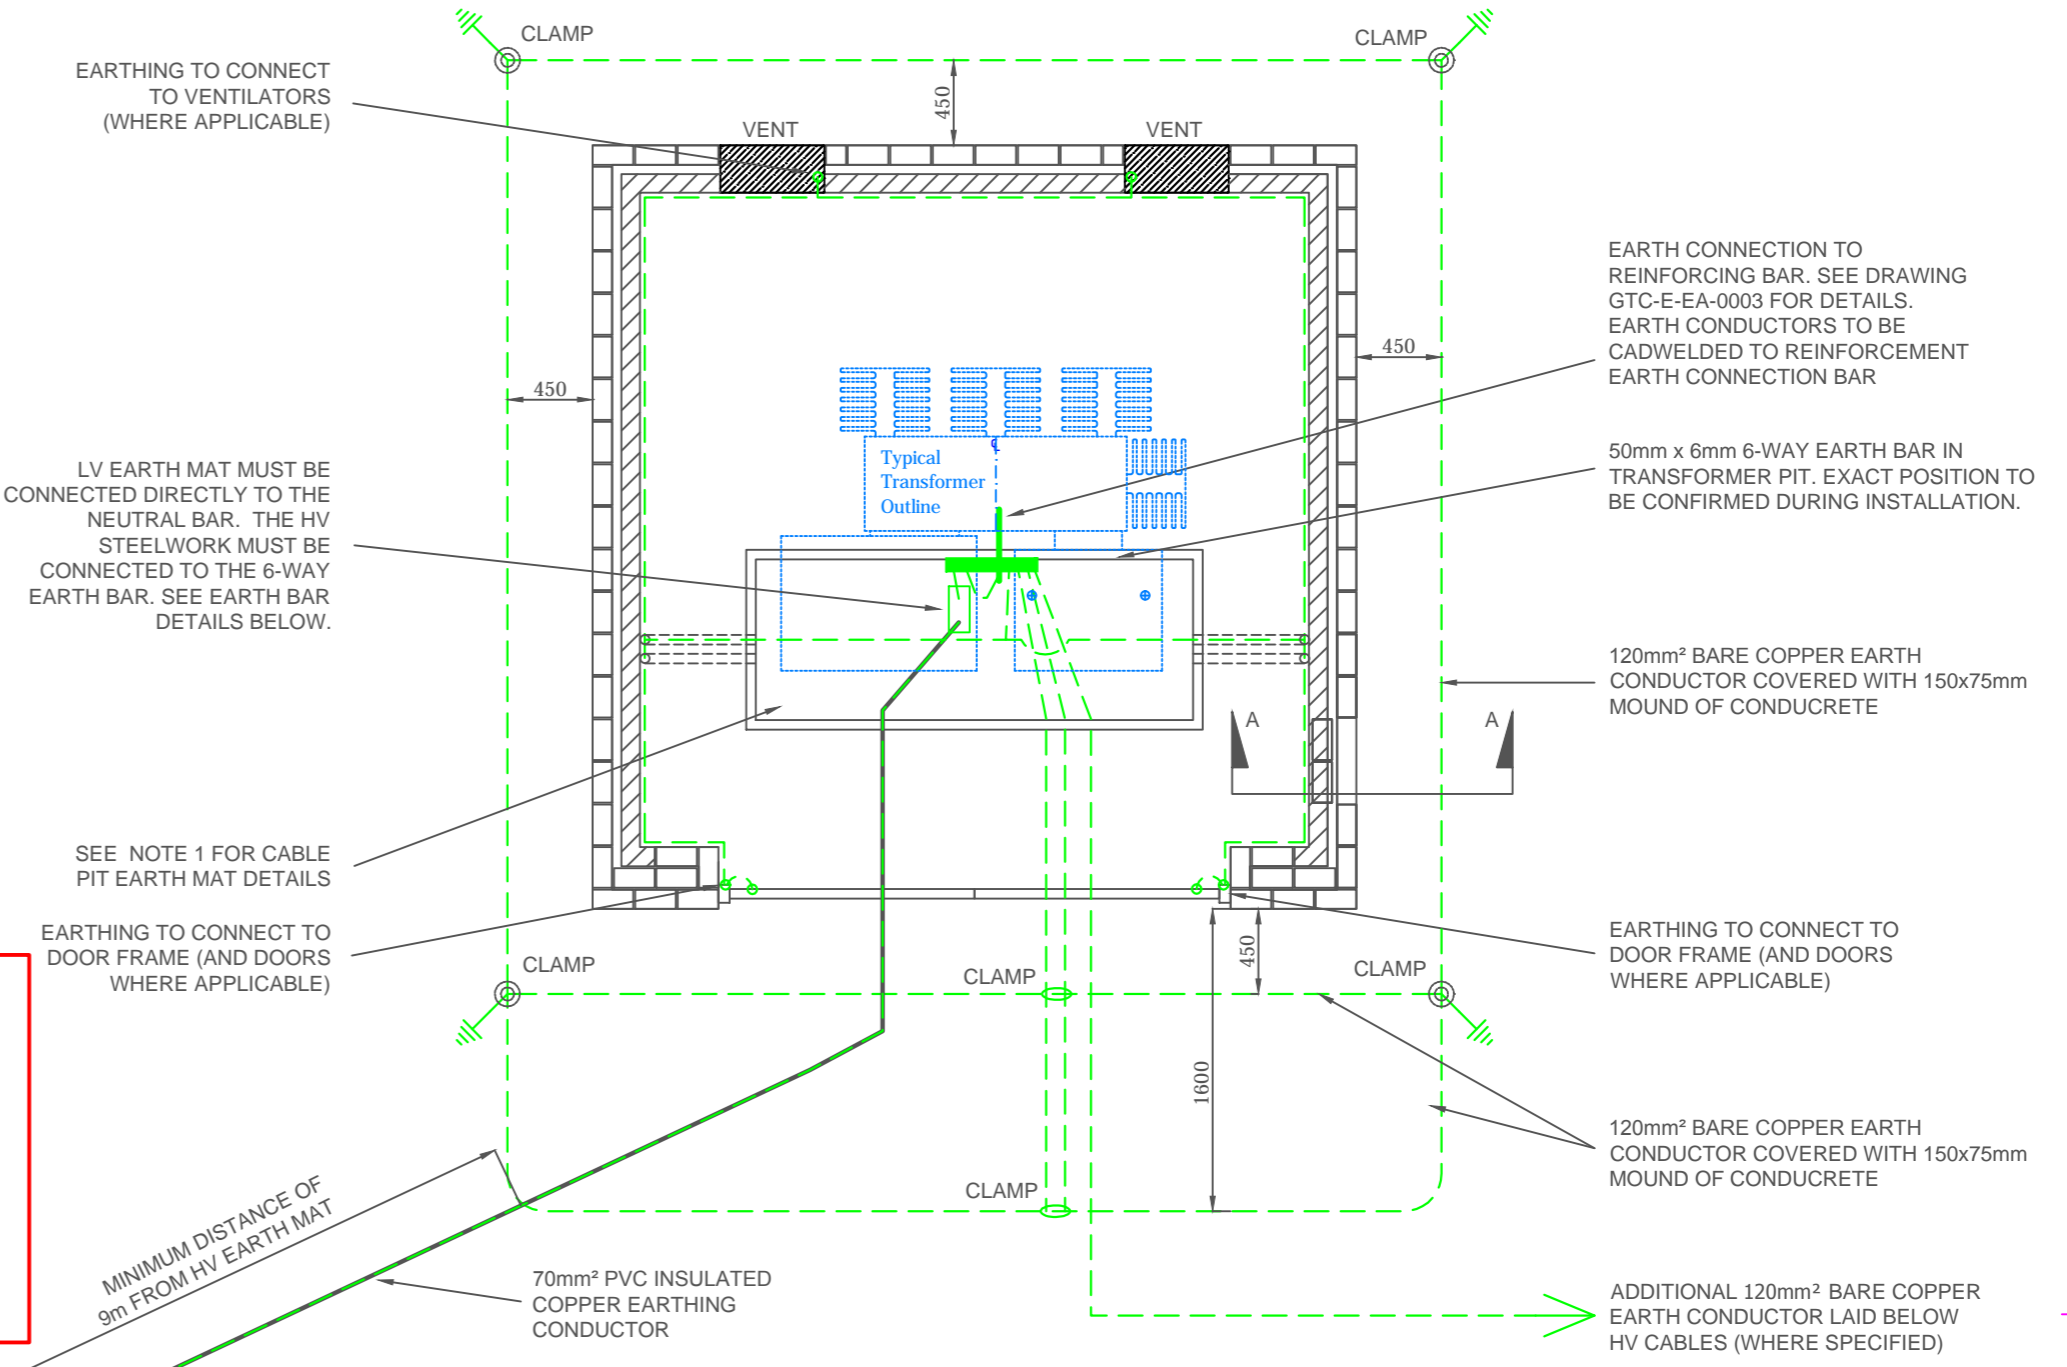 CLAMP
CLAMP
EARTHING TO CONNECT
TO VENTILATORS
(WHERE APPLICABLE)
450
VENT
VENT
EARTH CONNECTION TO
REINFORCING BAR. SEE DRAWING
GTC-E-EA-0003 FOR DETAILS.
EARTH CONDUCTORS TO BE
CADWELDED TO REINFORCEMENT
EARTH CONNECTION BAR
450
450
Typical
Transformer
Outline
50mm x 6mm 6-WAY EARTH BAR IN
TRANSFORMER PIT. EXACT POSITION TO
BE CONFIRMED DURING INSTALLATION.
LV EARTH MAT MUST BE
CONNECTED DIRECTLY TO THE
NEUTRAL BAR. THE HV
STEELWORK MUST BE
CONNECTED TO THE 6-WAY
EARTH BAR. SEE EARTH BAR
DETAILS BELOW.
120mm² BARE COPPER EARTH
CONDUCTOR COVERED WITH 150x75mm
MOUND OF CONDUCRETE
A
A
SEE NOTE 1 FOR CABLE
PIT EARTH MAT DETAILS
EARTHING TO CONNECT TO
DOOR FRAME (AND DOORS
WHERE APPLICABLE)
EARTHING TO CONNECT TO
DOOR FRAME (AND DOORS
WHERE APPLICABLE)
CLAMP
CLAMP
450
CLAMP
1600
120mm² BARE COPPER EARTH
CONDUCTOR COVERED WITH 150x75mm
MOUND OF CONDUCRETE
CLAMP
MINIMUM DISTANCE OF
9m FROM HV EARTH MAT
70mm² PVC INSULATED
COPPER EARTHING
CONDUCTOR
ADDITIONAL 120mm² BARE COPPER
EARTH CONDUCTOR LAID BELOW
HV CABLES (WHERE SPECIFIED)